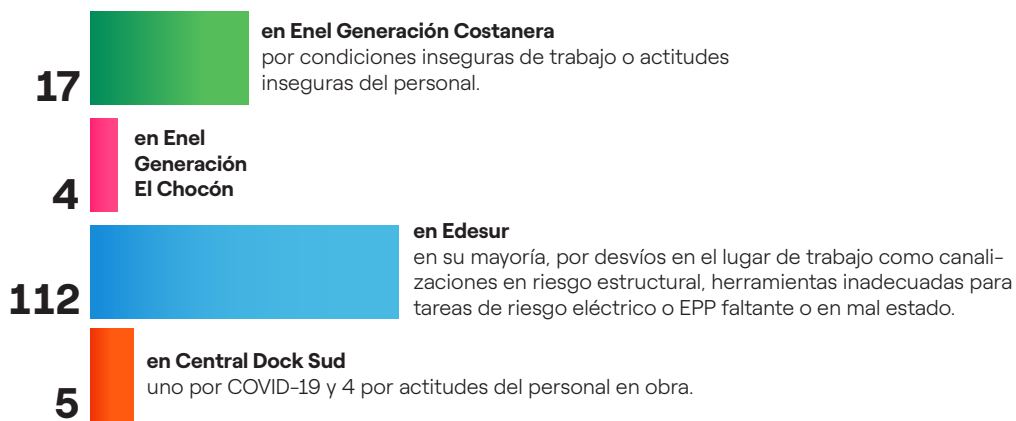 17
en Enel Generación Costanera
por condiciones inseguras de trabajo o actitudes
inseguras del personal.
4
en Enel
Generación
El Chocón
112
en Edesur
en su mayoría, por desvíos en el lugar de trabajo como canali-
zaciones en riesgo estructural, herramientas inadecuadas para
tareas de riesgo eléctrico o EPP faltante o en mal estado.
5
en Central Dock Sud
uno por COVID-19 y 4 por actitudes del personal en obra.